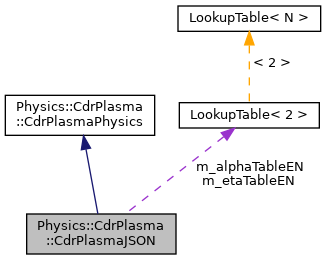 LookupTable< N >
< 2 >
Physics::CdrPlasma
::CdrPlasmaPhysics
LookupTable< 2 >
m_alphaTableEN
m_etaTableEN
Physics::CdrPlasma
::CdrPlasmaJSON